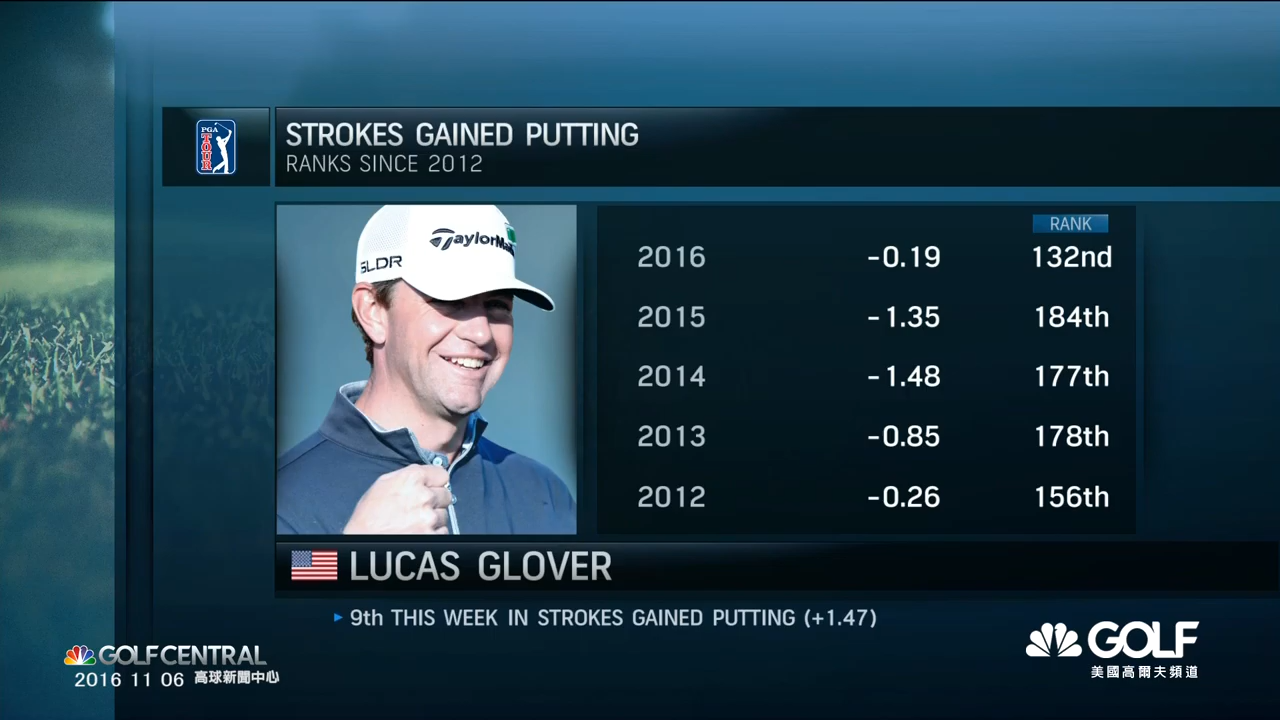 PGA TOUR
STROKES GAINED PUTTING
RANKS SINCE 2012
TaylorMa
SLDR
RANK
2016 -0.19 132nd
2015 -1.35 184th
2014 -1.48 177th
2013 -0.85 178th
2012 -0.26 156th
LUCAS GLOVER
9th THIS WEEK IN STROKES GAINED PUTTING (+1.47)
GOLF CENTRAL
2016 11 06 高球新聞中心
GOLF
美國高爾夫頻道